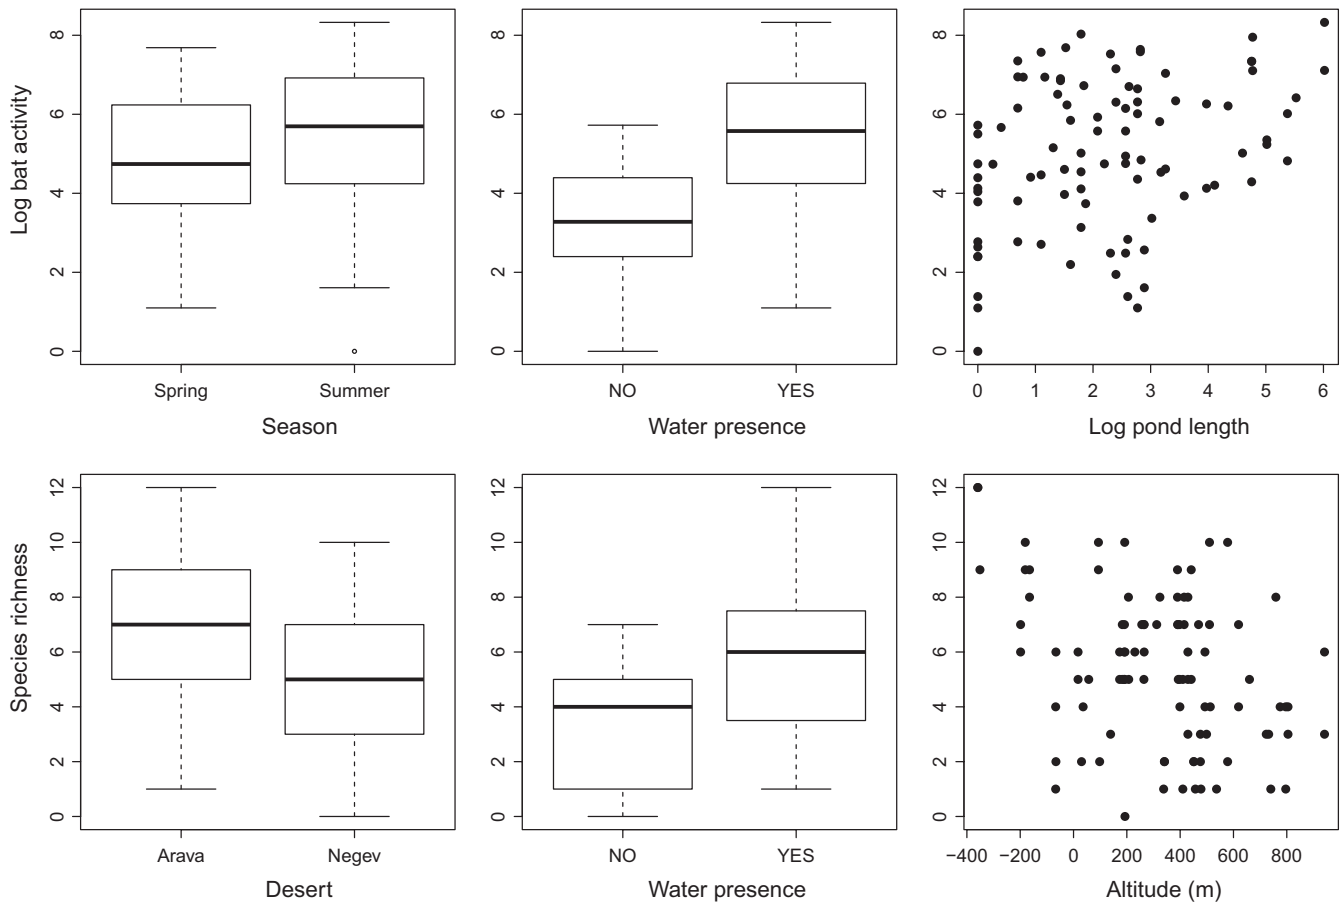 Log bat activity
0 2 4 6 8
Spring Summer
Season
0 2 4 6 8
NO YES
Water presence
0 2 4 6 8
0 1 2 3 4 5 6
Log pond length
Species richness
0 2 4 6 8 10 12
Arava Negev
Desert
0 2 4 6 8 10 12
NO YES
Water presence
0 2 4 6 8 10 12
−400 −200 0 200 400 600 800
Altitude (m)